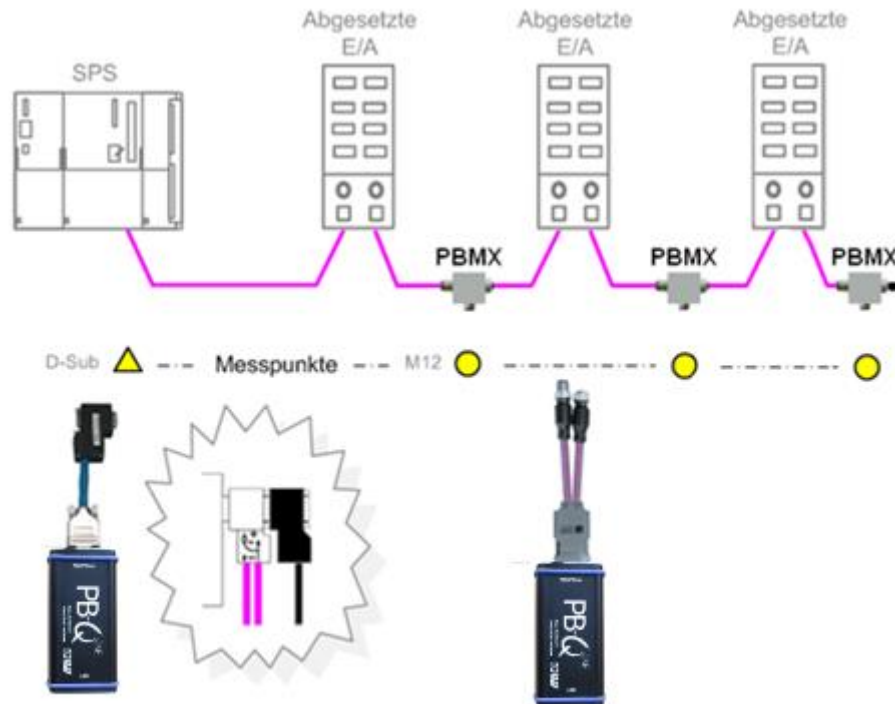 Abgesetzte
E/A
Abgesetzte
E/A
Abgesetzte
E/A
SPS
PBMX
PBMX
PBMX
D-Sub
Messpunkte
M12
PB-Q
PB-Q